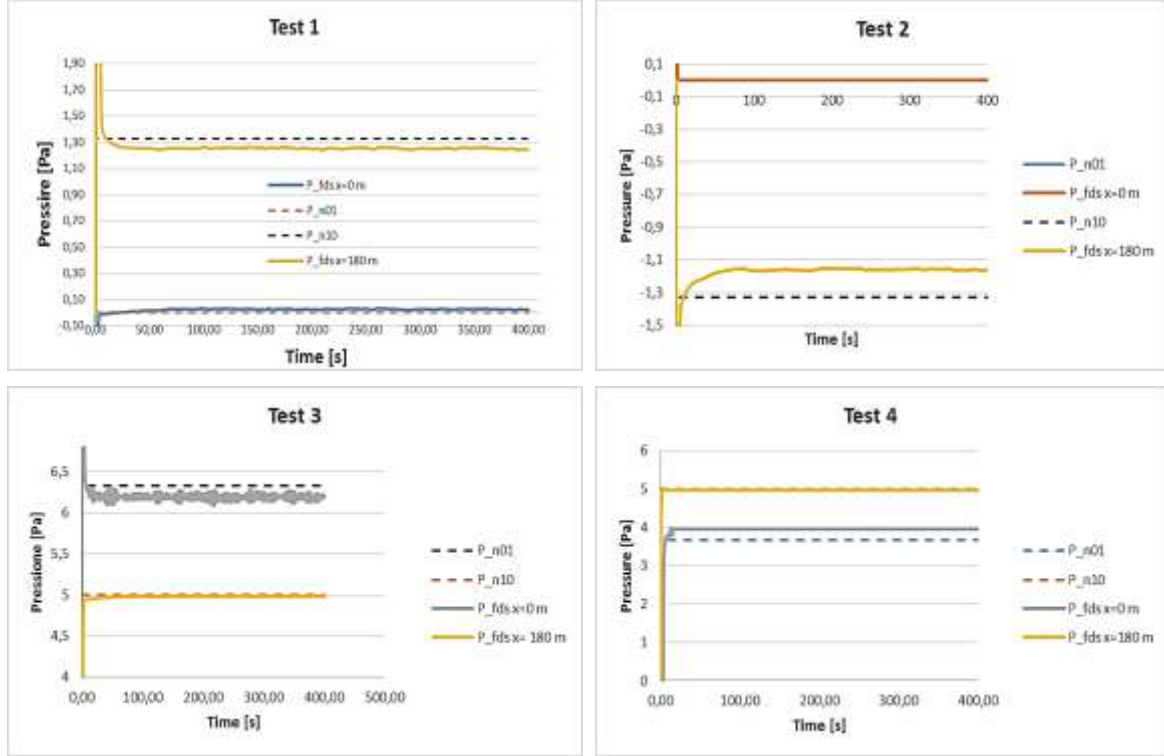 Test 1
1,90
1,70
1,50
1,30
1,10
0,90
0,70
0,50
0,30
0,10
-0,10
Pressire [Pa]
P_fds x=0 m
P_n01
P_n10
P_fds x=180 m
0,00 50,00 100,00 150,00 200,00 250,00 300,00 350,00 400,00
Time [s]
Test 2
0,1
-0,1
-0,3
-0,5
-0,7
-0,9
-1,1
-1,3
-1,5
Pressure [Pa]
0 100 200 300 400
P_n01
P_fds x=0 m
P_n10
P_fds x=180 m
Time [s]
Test 3
6,5
6
5,5
5
4,5
4
Pressione [Pa]
P_n01
P_n10
P_fds x=0 m
P_fds x= 180 m
0,00 100,00 200,00 300,00 400,00 500,00
Time [s]
Test 4
6
5
4
3
2
1
0
Pressure [Pa]
P_n01
P_n10
P_fds x=0 m
P_fds x=180 m
0,00 100,00 200,00 300,00 400,00
Time [s]